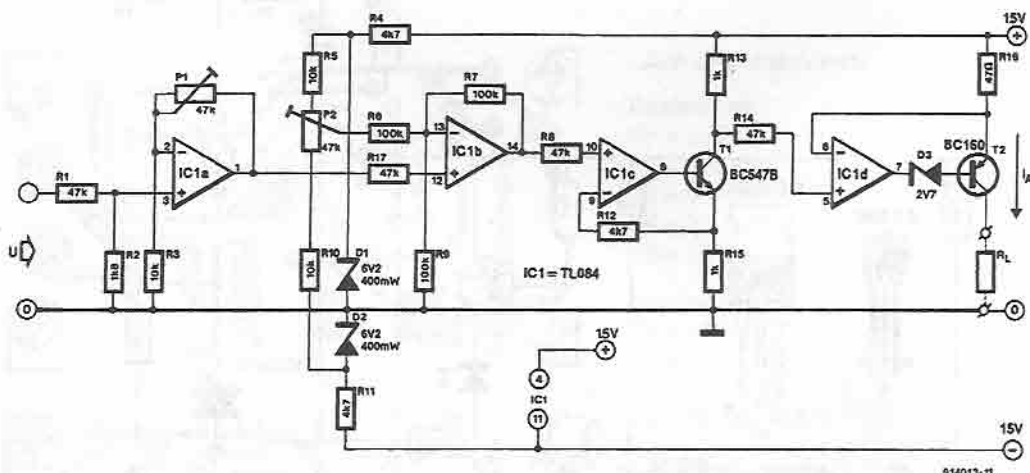 R4
4k7
15V
+
R5
10k
R13
1k
R16
47Ω
P1
47k
P2
47k
R7
100k
R6
100k
R17
47k
2
3
1
IC1a
13
12
14
IC1b
R8
47k
10
9
8
IC1c
T1
BC547B
R14
47k
6
5
7
IC1d
D3
2V7
BC160
T2
R1
47k
R12
4k7
U
R2
1k8
R3
10k
R10
10k
D1
6V2
400mW
R9
100k
IC1 = TL084
R15
1k
RL
0
0
D2
6V2
400mW
15V
+
4
IC1
11
R11
4k7
15V
−